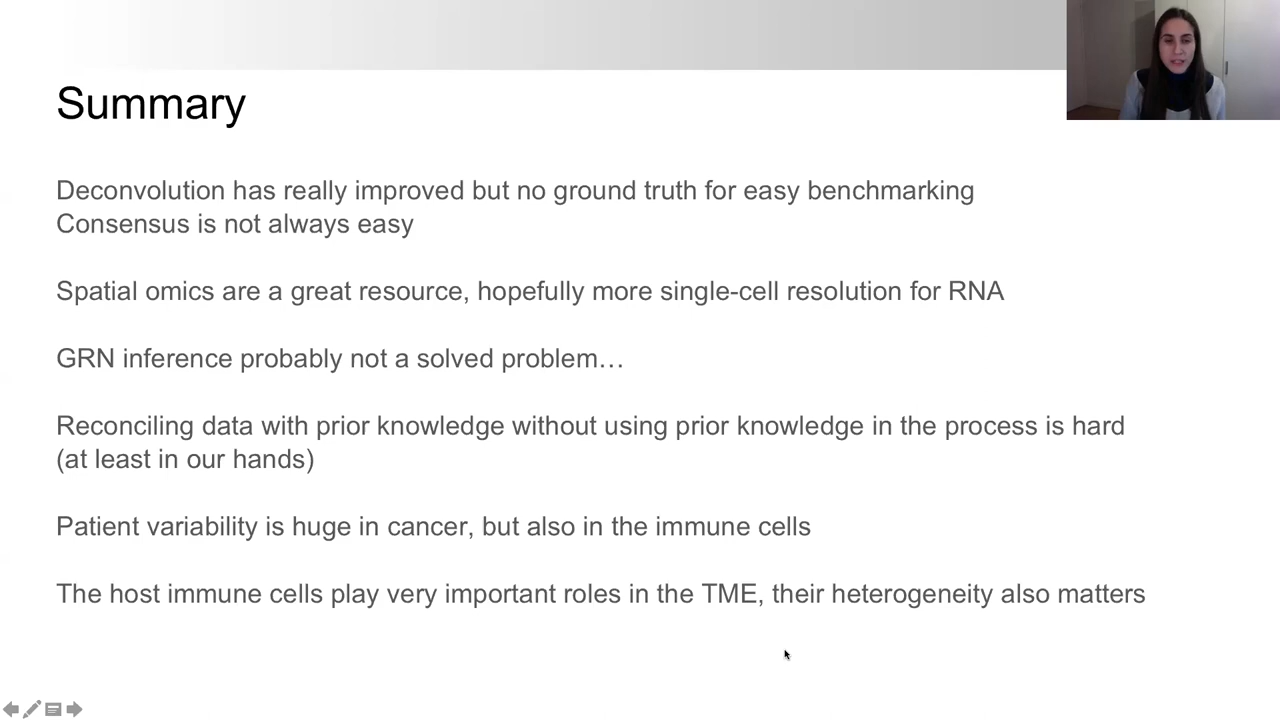 Summary
Deconvolution has really improved but no ground truth for easy benchmarking
Consensus is not always easy
Spatial omics are a great resource, hopefully more single-cell resolution for RNA
GRN inference probably not a solved problem…
Reconciling data with prior knowledge without using prior knowledge in the process is hard
(at least in our hands)
Patient variability is huge in cancer, but also in the immune cells
The host immune cells play very important roles in the TME, their heterogeneity also matters